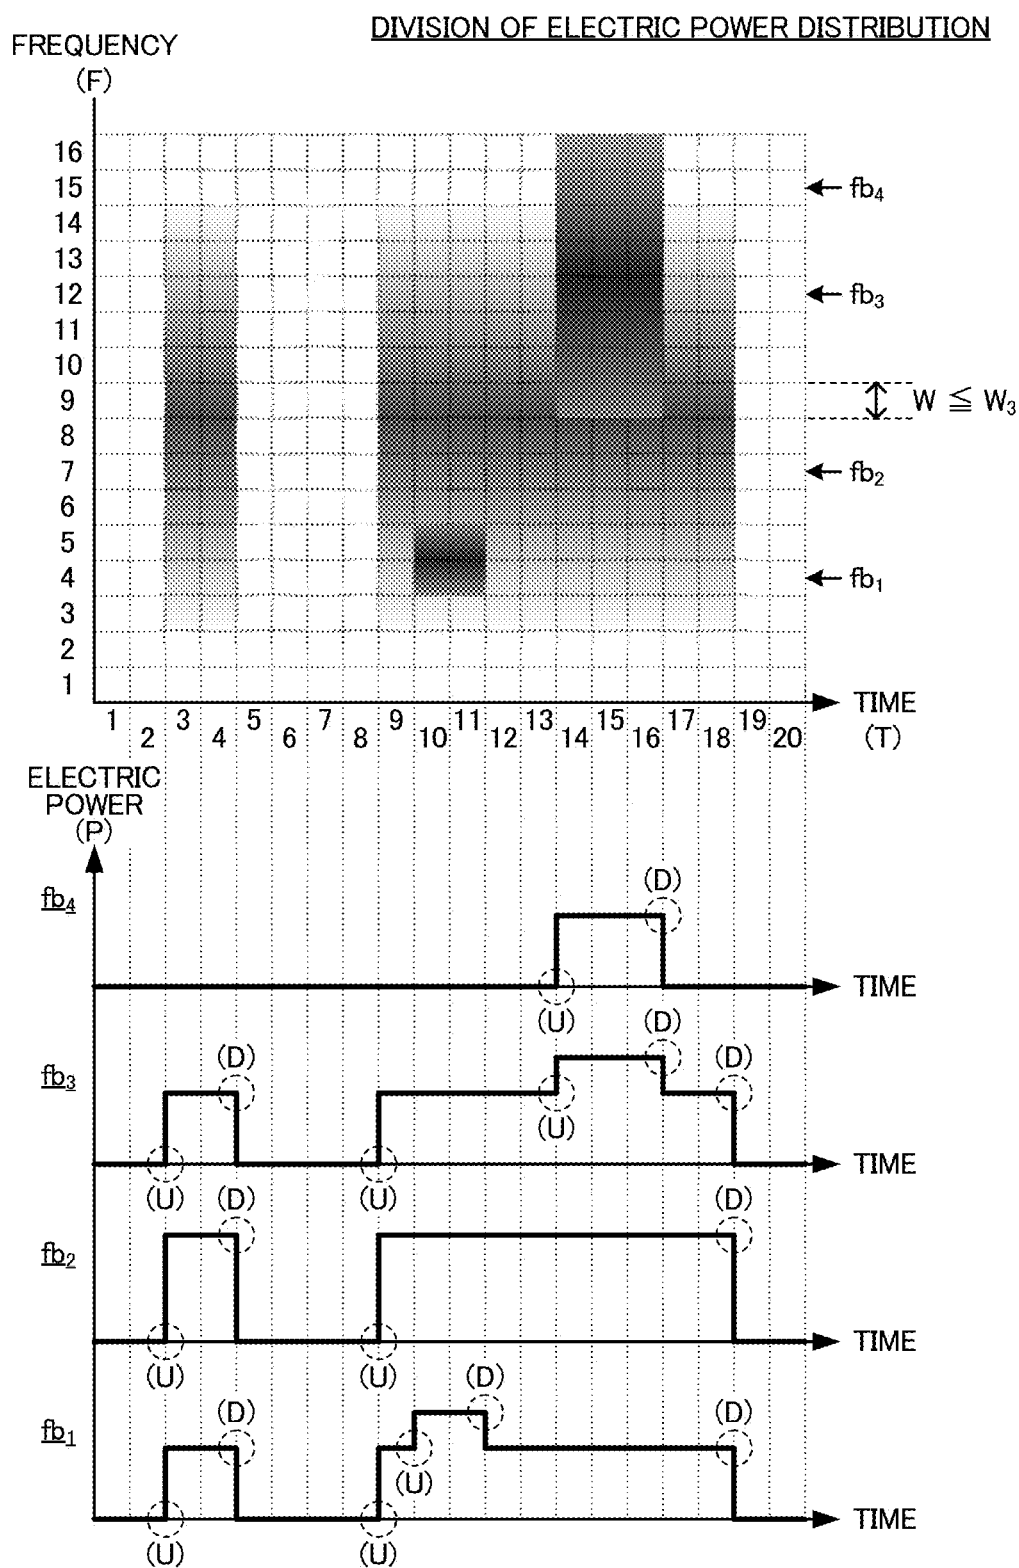 DIVISION OF ELECTRIC POWER DISTRIBUTION
FREQUENCY
(F)
16
15
fb4
14
13
12
fb3
11
10
9
W ≦ W3
8
7
fb2
6
5
4
fb1
3
2
1
1 3 5 7 9 11 13 15 17 19 TIME
2 4 6 8 10 12 14 16 18 20 (T)
ELECTRIC
POWER
(P)
(D)
fb4
TIME
(U) (D)
(D) (D)
fb3
(U)
TIME
(U) (D) (U) (D)
fb2
TIME
(U) (U) (D)
(D) (D)
fb1
(U)
TIME
(U) (U)